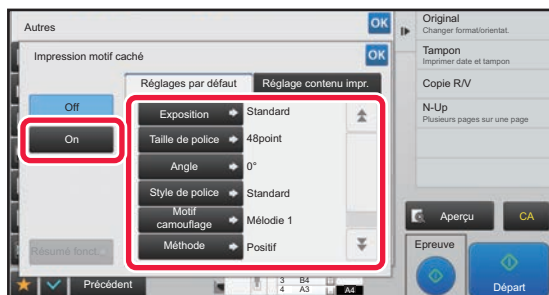 Autres
OK
Impression motif caché
OK
Réglages par défaut
Réglage contenu impr.
Off
On
Exposition
Standard
Taille de police
48point
Angle
0°
Style de police
Standard
Motif
camouflage
Mélodie 1
Méthode
Positif
Résumé fonct.
Précédent
3 B4
4 A3
A4
Original
Changer format/orientat.
Tampon
Imprimer date et tampon
Copie R/V
N-Up
Plusieurs pages sur une page
Aperçu
CA
Epreuve
Départ